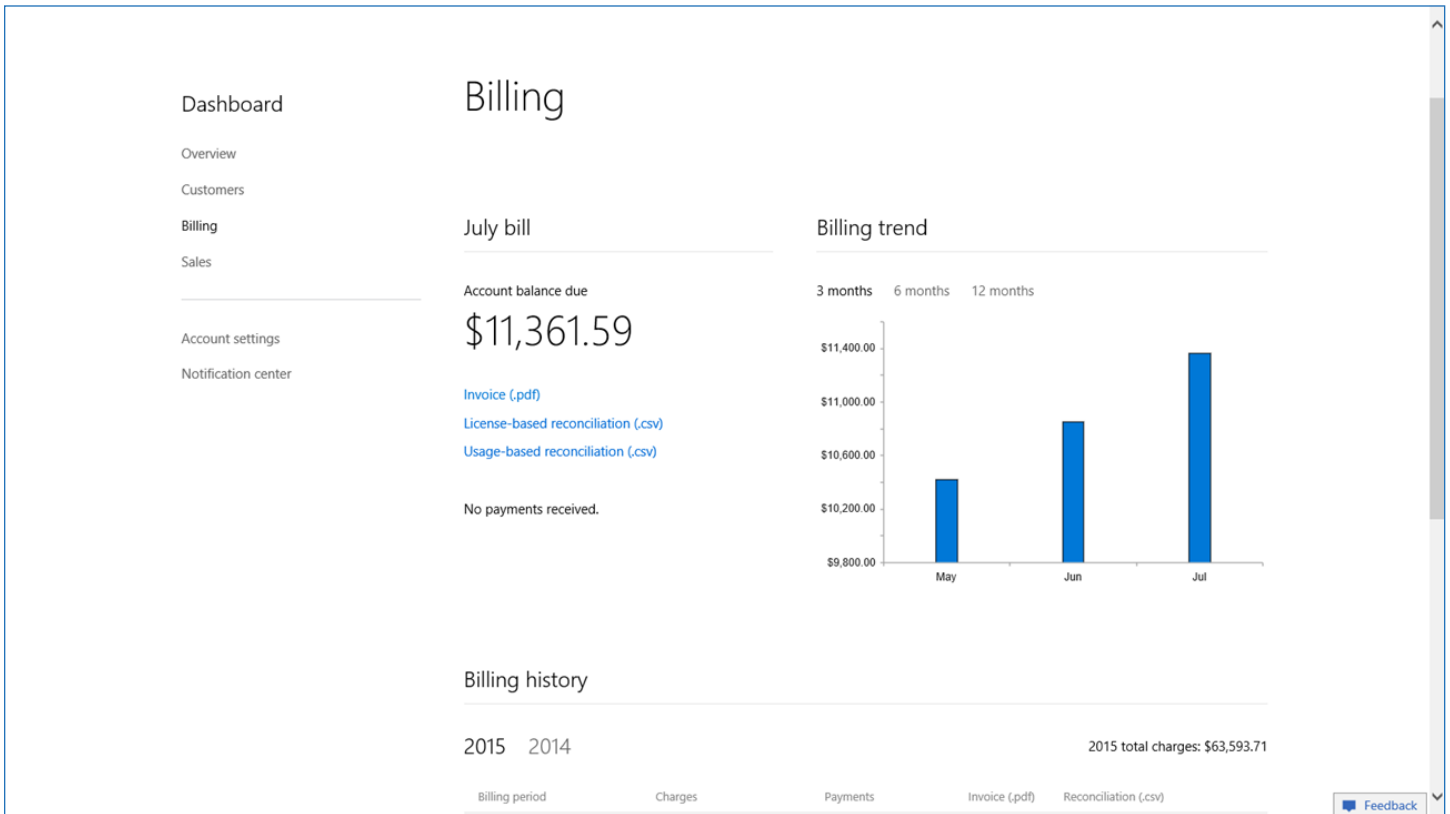 Dashboard
Overview
Customers
Billing
Sales
Account settings
Notification center
Billing
July bill
Account balance due
$11,361.59
Invoice (.pdf)
License-based reconciliation (.csv)
Usage-based reconciliation (.csv)
No payments received.
Billing trend
3 months 6 months 12 months
$11,400.00
$11,000.00
$10,600.00
$10,200.00
$9,800.00
May Jun Jul
Billing history
2015 2014 2015 total charges: $63,593.71
Billing period Charges Payments Invoice (.pdf) Reconciliation (.csv)
Feedback